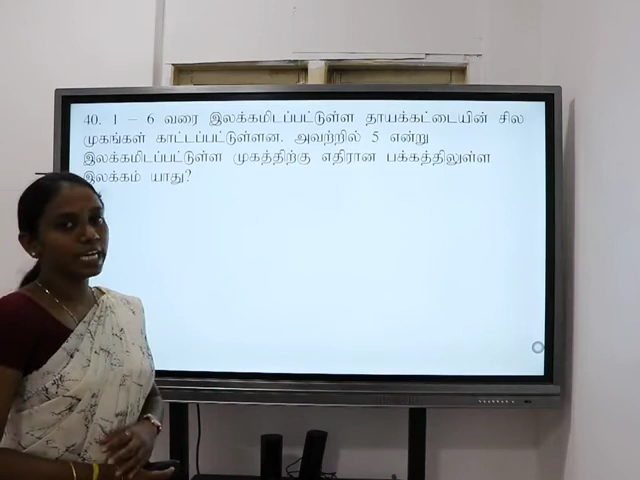 40. 1 – 6 வரை இலக்கமிடப்பட்டுள்ள தாயக்கட்டையின் சில
முகங்கள் காட்டப்பட்டுள்ளன. அவற்றில் 5 என்று
இலக்கமிடப்பட்டுள்ள முகத்திற்கு எதிரான பக்கத்திலுள்ள
இலக்கம் யாது?